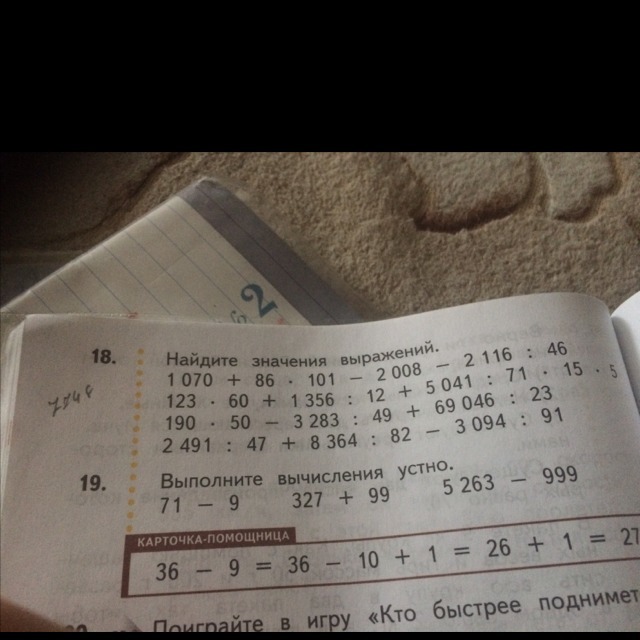 18. Найдите значения выражений.
1 070 + 86 · 101 − 2 008 − 2 116 : 46
123 · 60 + 1 356 : 12 + 5 041 : 71 · 15 · 5
190 · 50 − 3 283 : 49 + 69 046 : 23
2 491 : 47 + 8 364 : 82 − 3 094 : 91
19. Выполните вычисления устно.
71 − 9 327 + 99 5 263 − 999
КАРТОЧКА-ПОМОЩНИЦА
36 − 9 = 36 − 10 + 1 = 26 + 1 = 27
Поиграйте в игру «Кто быстрее поднимет
2